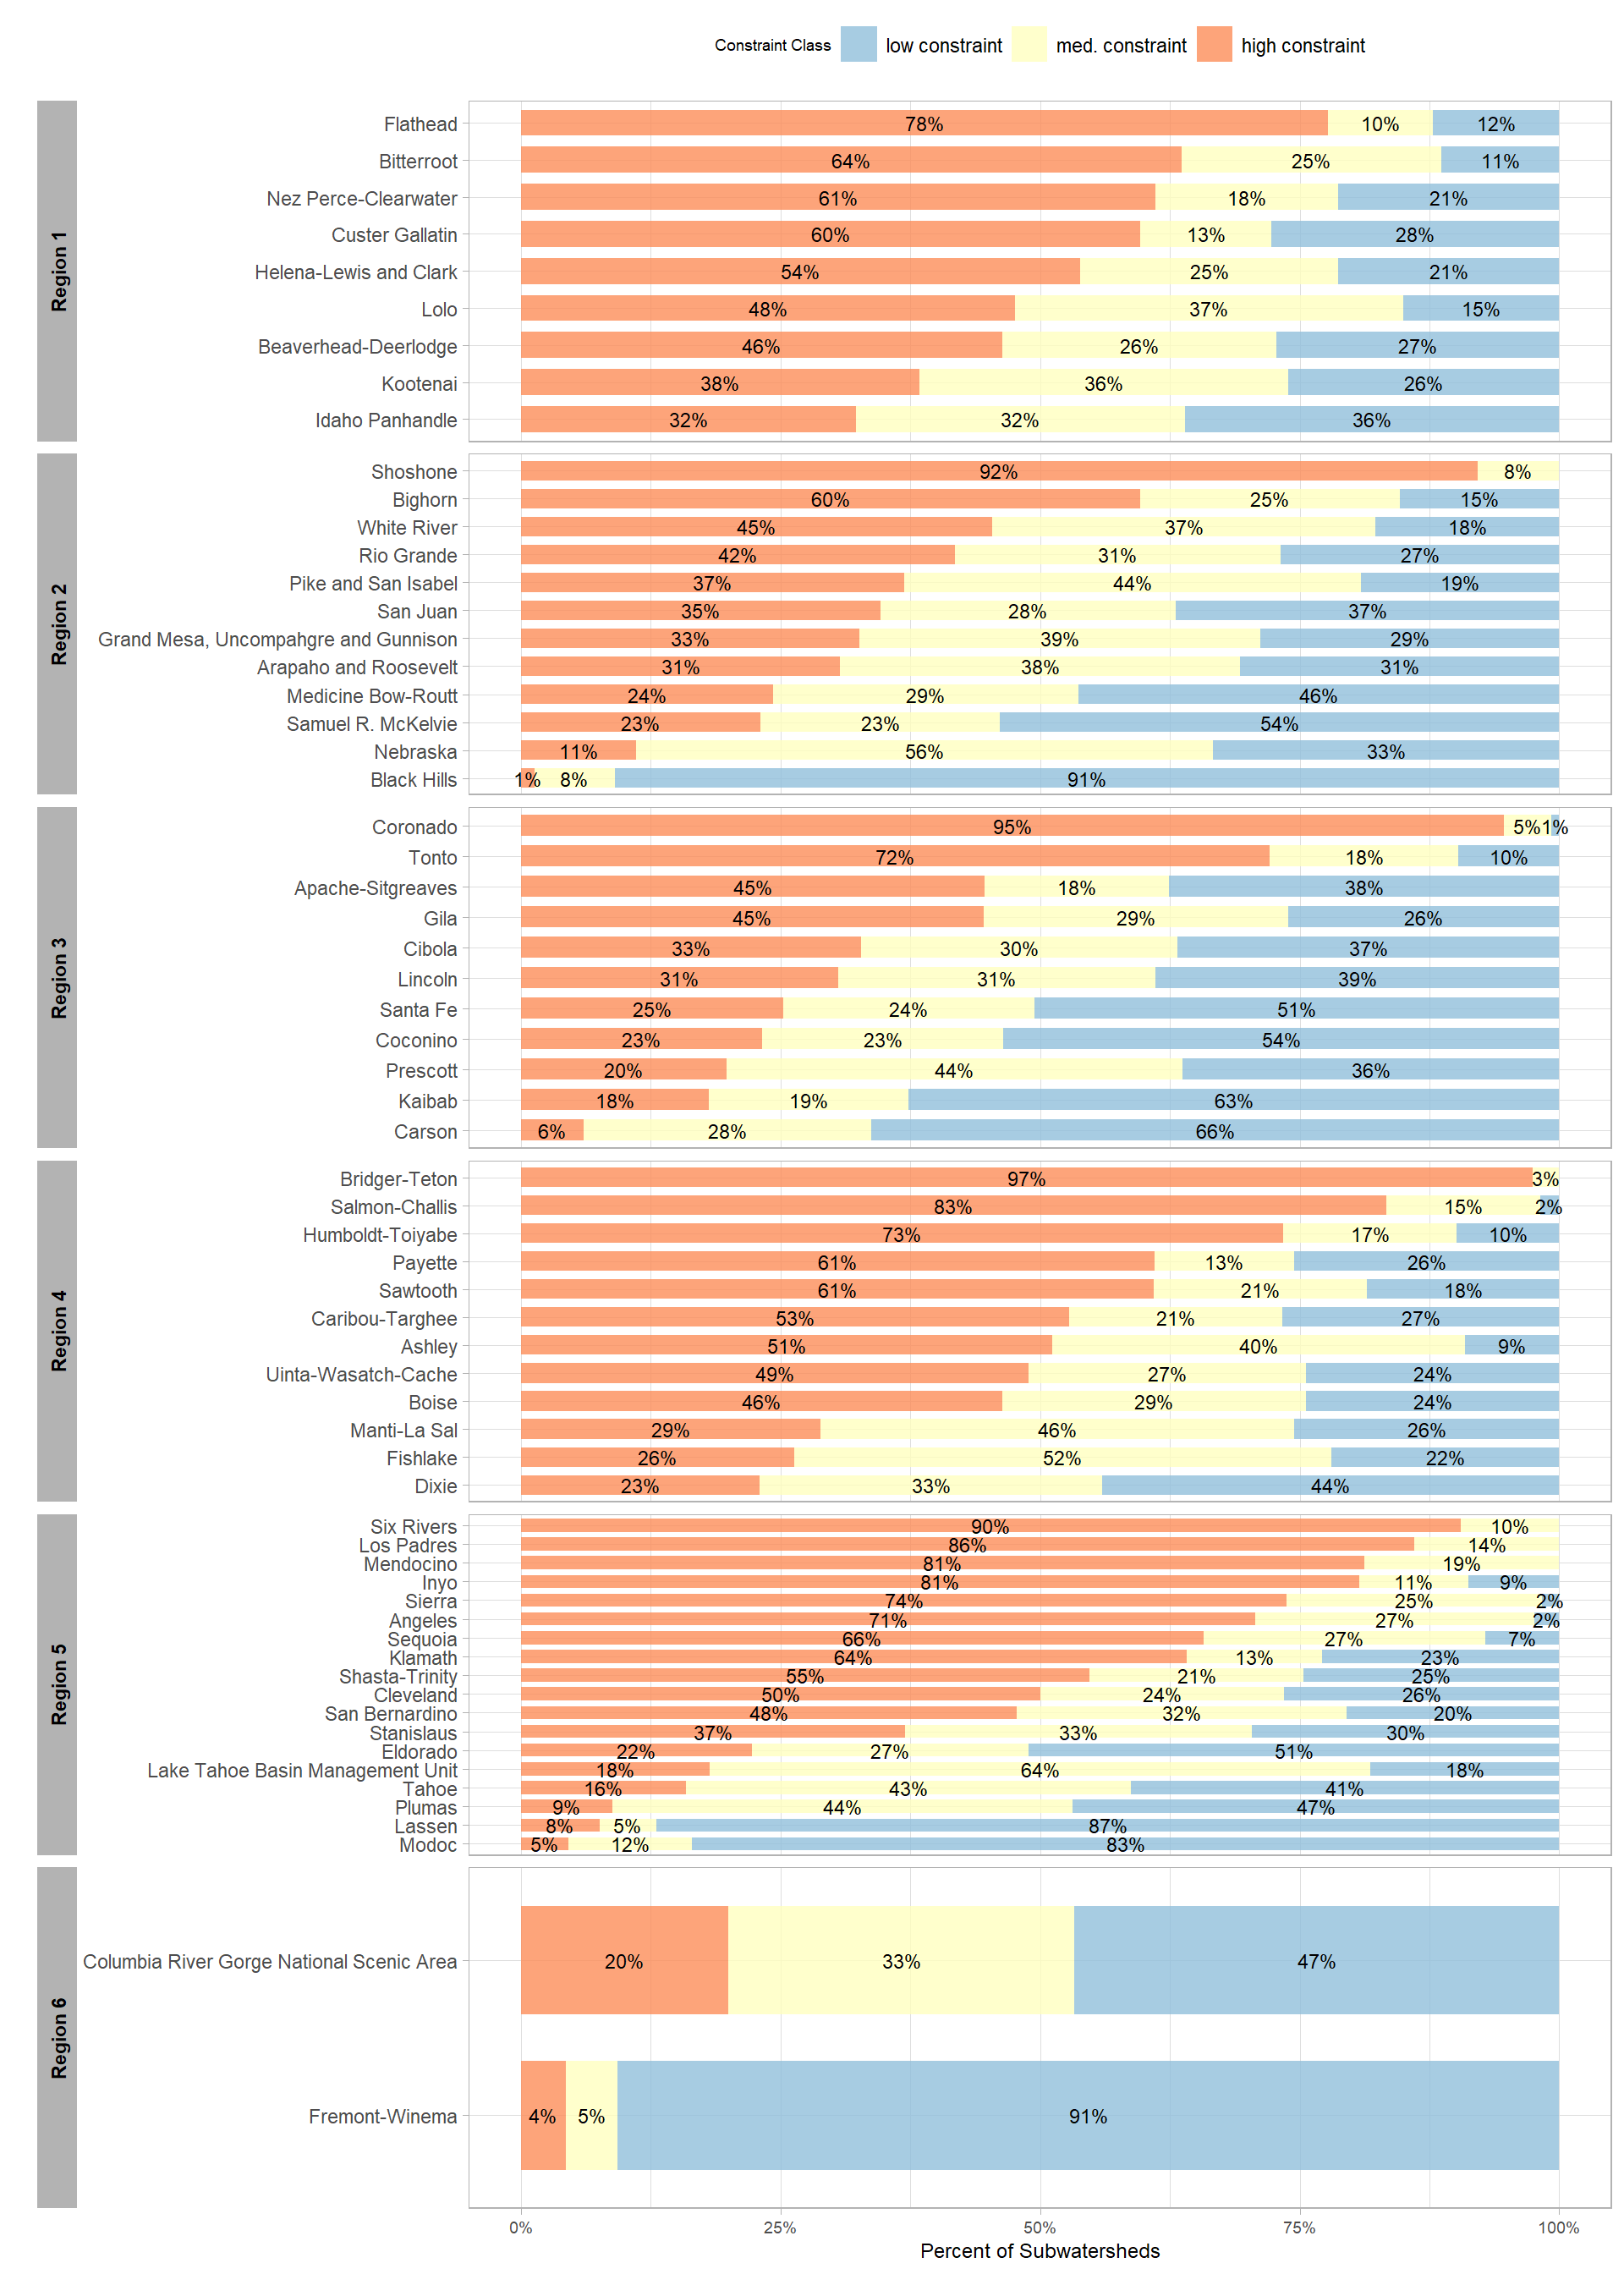 Constraint Class low constraint med. constraint high constraint
Region 1
Flathead 78% 10% 12%
Bitterroot 64% 25% 11%
Nez Perce-Clearwater 61% 18% 21%
Custer Gallatin 60% 13% 28%
Helena-Lewis and Clark 54% 25% 21%
Lolo 48% 37% 15%
Beaverhead-Deerlodge 46% 26% 27%
Kootenai 38% 36% 26%
Idaho Panhandle 32% 32% 36%
Region 2
Shoshone 92% 8%
Bighorn 60% 25% 15%
White River 45% 37% 18%
Rio Grande 42% 31% 27%
Pike and San Isabel 37% 44% 19%
San Juan 35% 28% 37%
Grand Mesa, Uncompahgre and Gunnison 33% 39% 29%
Arapaho and Roosevelt 31% 38% 31%
Medicine Bow-Routt 24% 29% 46%
Samuel R. McKelvie 23% 23% 54%
Nebraska 11% 56% 33%
Black Hills 1% 8% 91%
Region 3
Coronado 95% 5% 1%
Tonto 72% 18% 10%
Apache-Sitgreaves 45% 18% 38%
Gila 45% 29% 26%
Cibola 33% 30% 37%
Lincoln 31% 31% 39%
Santa Fe 25% 24% 51%
Coconino 23% 23% 54%
Prescott 20% 44% 36%
Kaibab 18% 19% 63%
Carson 6% 28% 66%
Region 4
Bridger-Teton 97% 3%
Salmon-Challis 83% 15% 2%
Humboldt-Toiyabe 73% 17% 10%
Payette 61% 13% 26%
Sawtooth 61% 21% 18%
Caribou-Targhee 53% 21% 27%
Ashley 51% 40% 9%
Uinta-Wasatch-Cache 49% 27% 24%
Boise 46% 29% 24%
Manti-La Sal 29% 46% 26%
Fishlake 26% 52% 22%
Dixie 23% 33% 44%
Region 5
Six Rivers 90% 10%
Los Padres 86% 14%
Mendocino 81% 19%
Inyo 81% 11% 9%
Sierra 74% 25% 2%
Angeles 71% 27% 2%
Sequoia 66% 27% 7%
Klamath 64% 13% 23%
Shasta-Trinity 55% 21% 25%
Cleveland 50% 24% 26%
San Bernardino 48% 32% 20%
Stanislaus 37% 33% 30%
Eldorado 22% 27% 51%
Lake Tahoe Basin Management Unit 18% 64% 18%
Tahoe 16% 43% 41%
Plumas 9% 44% 47%
Lassen 8% 5% 87%
Modoc 5% 12% 83%
Region 6
Columbia River Gorge National Scenic Area 20% 33% 47%
Fremont-Winema 4% 5% 91%
0% 25% 50% 75% 100%
Percent of Subwatersheds